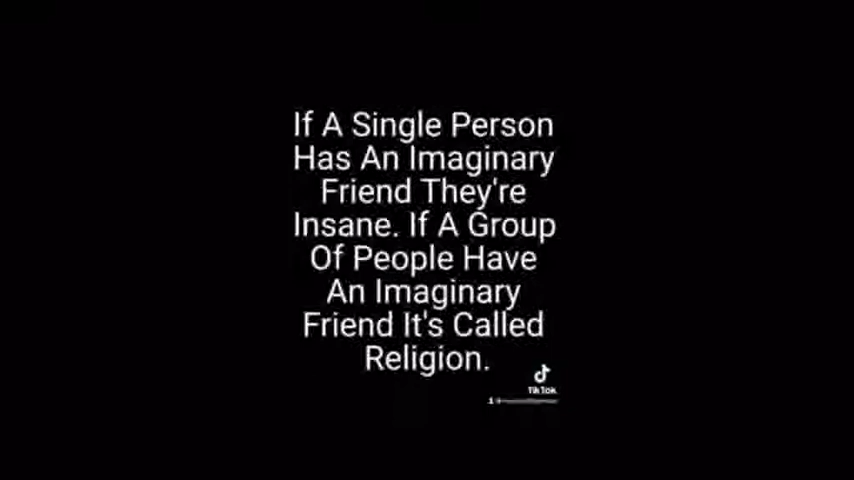 If A Single Person
Has An Imaginary
Friend They're
Insane. If A Group
Of People Have
An Imaginary
Friend It's Called
Religion.
TikTok